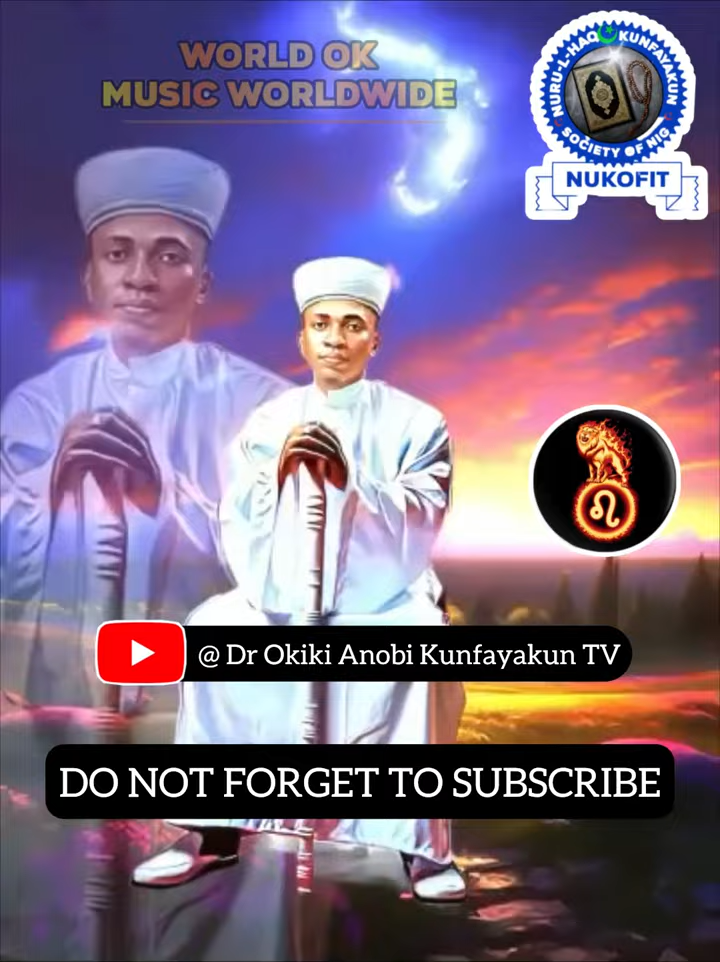 WORLD OK
MUSIC WORLDWIDE
NURU-L-HAQ KUNFAYAKUN
SOCIETY OF NIG
NUKOFIT
@ Dr Okiki Anobi Kunfayakun TV
DO NOT FORGET TO SUBSCRIBE